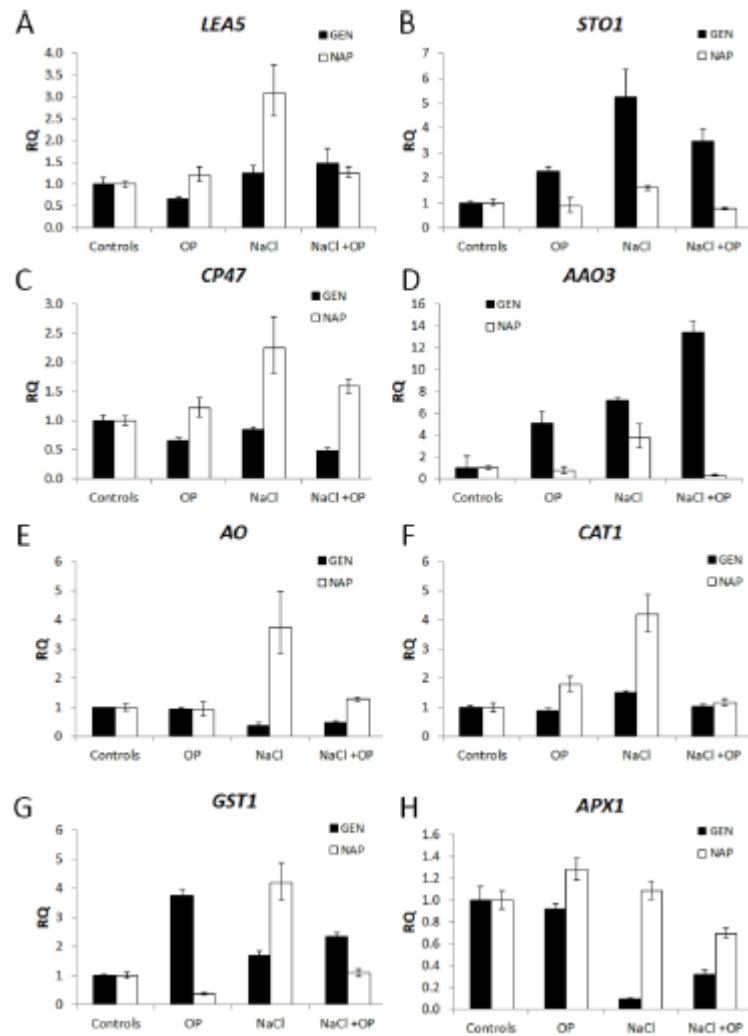 A
LEA5
GEN
NAP
4.0
3.5
3.0
2.5
2.0
1.5
1.0
0.5
0.0
RQ
Controls OP NaCl NaCl +OP
B
STO1
GEN
NAP
7
6
5
4
3
2
1
0
RQ
Controls OP NaCl NaCl +OP
C
CP47
GEN
NAP
3.0
2.5
2.0
1.5
1.0
0.5
0.0
RQ
Controls OP NaCl NaCl +OP
D
AAO3
GEN
NAP
16
14
12
10
8
6
4
2
0
RQ
Controls OP NaCl NaCl +OP
E
AO
GEN
NAP
6
5
4
3
2
1
0
RQ
Controls OP NaCl NaCl +OP
F
CAT1
GEN
NAP
6
5
4
3
2
1
0
RQ
Controls OP NaCl NaCl +OP
G
GST1
GEN
NAP
6
5
4
3
2
1
0
RQ
Controls OP NaCl NaCl +OP
H
APX1
GEN
NAP
1.6
1.4
1.2
1.0
0.8
0.6
0.4
0.2
0.0
RQ
Controls OP NaCl NaCl +OP